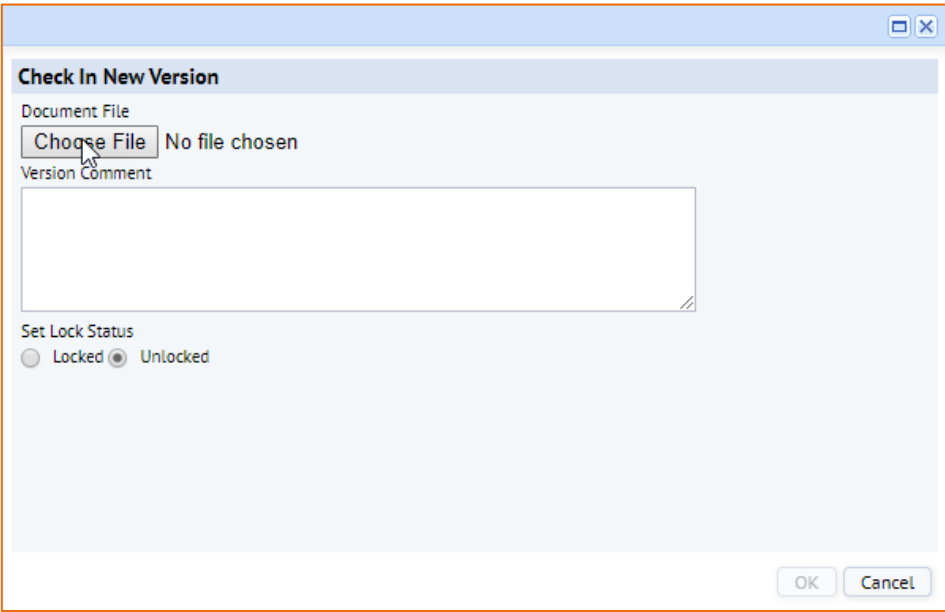 Check In New Version
Document File
Choose File No file chosen
Version Comment
Set Lock Status
Locked Unlocked
OK Cancel